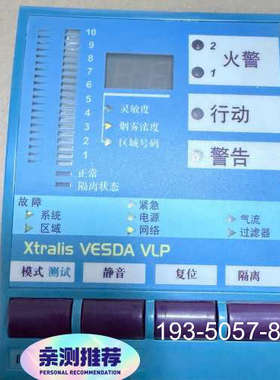 10
9
8
7
6
5
4
3
2
1
2
1
火警
灵敏度
烟雾浓度
区域号码
行动
警告
正常
隔离状态
故障
系统
区域
紧急
电源
网络
气流
过滤器
Xtralis VESDA VLP
模式 测试
静音
复位
隔离
193-5057-8
亲测推荐